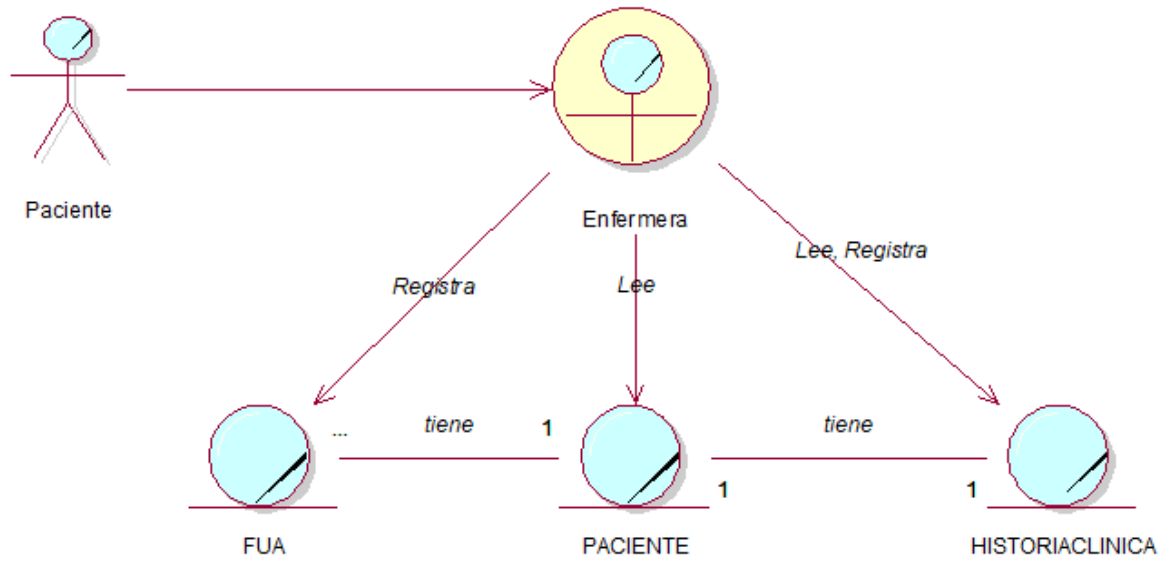 Paciente
Enfermera
Registra
Lee
Lee, Registra
...
tiene
1
tiene
1
1
FUA
PACIENTE
HISTORIACLINICA